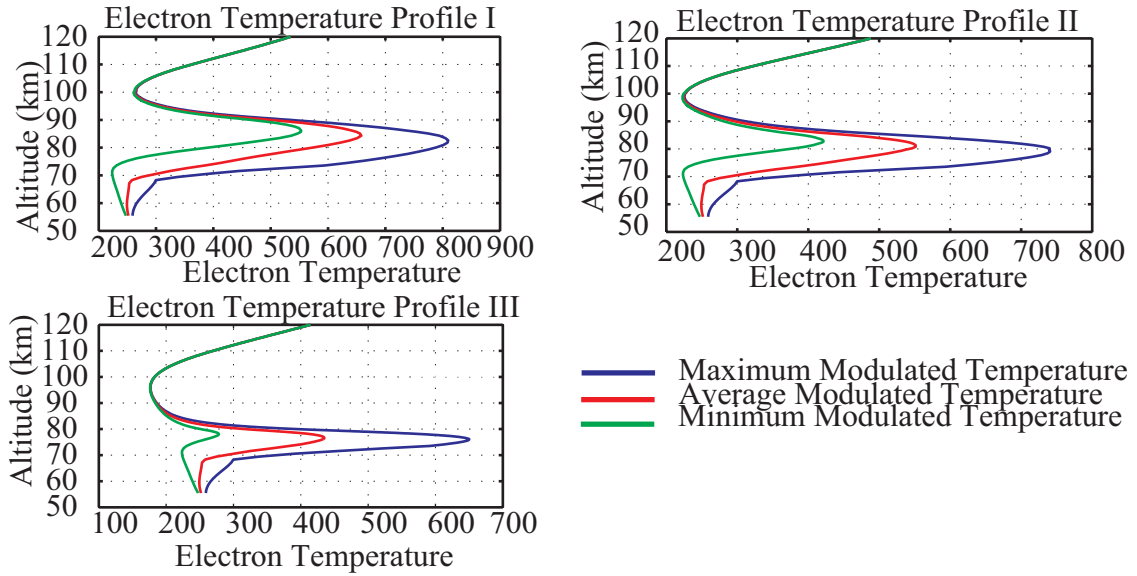 Electron Temperature Profile I
120
110
100
90
80
70
60
50
Altitude (km)
200 300 400 500 600 700 800 900
Electron Temperature
Electron Temperature Profile II
120
110
100
90
80
70
60
50
Altitude (km)
200 300 400 500 600 700 800
Electron Temperature
Electron Temperature Profile III
120
110
100
90
80
70
60
50
Altitude (km)
100 200 300 400 500 600 700
Electron Temperature
Maximum Modulated Temperature
Average Modulated Temperature
Minimum Modulated Temperature